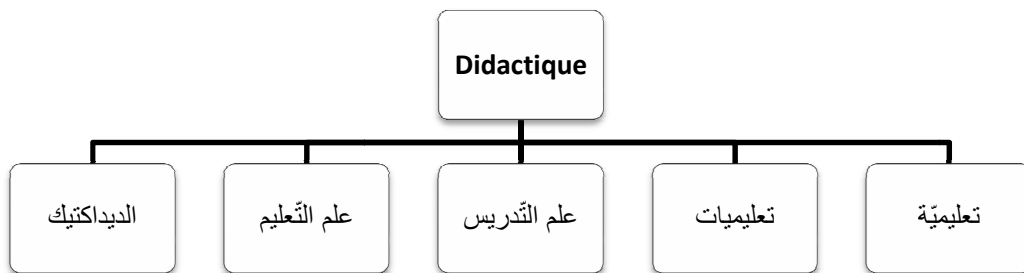 Didactique
تعليميّة
تعليميات
علم التّدريس
علم التّعليم
الديداكتيك